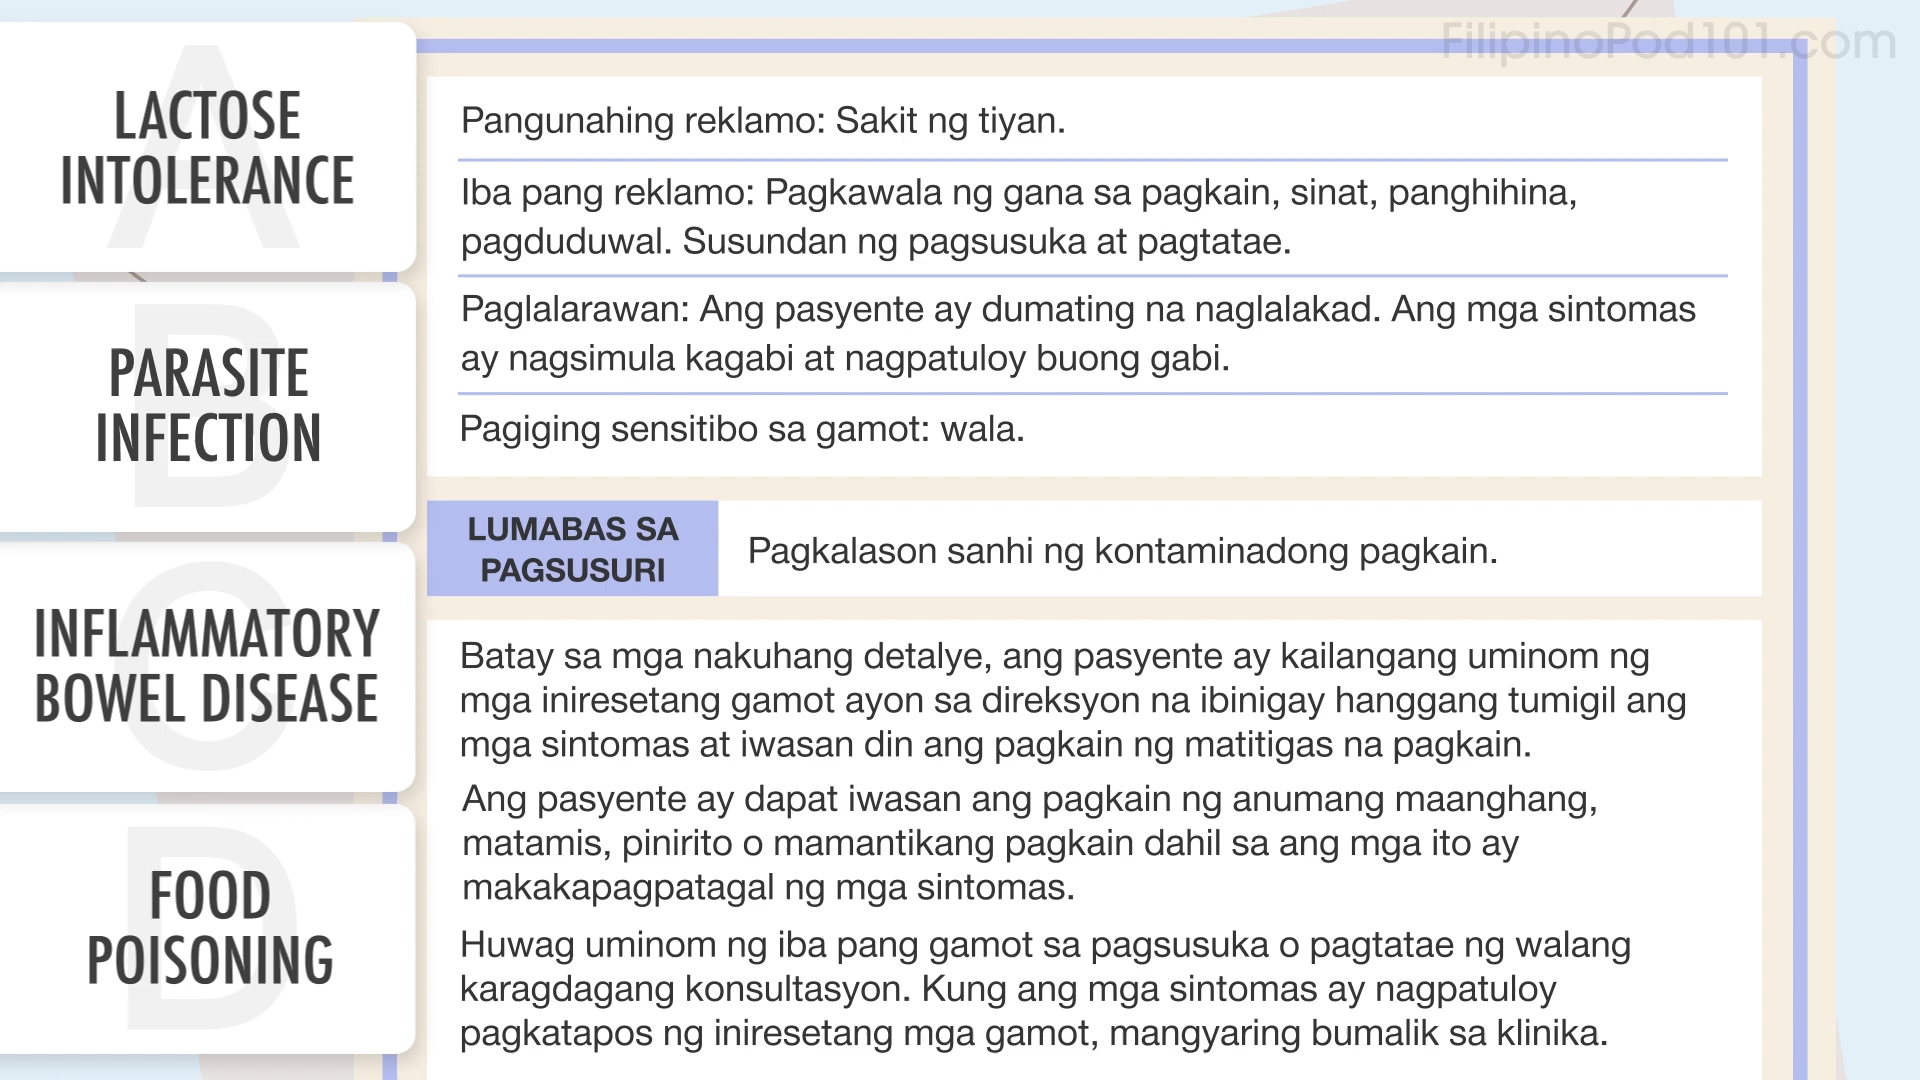 FilipinoPod101.com
A
LACTOSE
INTOLERANCE
B
PARASITE
INFECTION
C
INFLAMMATORY
BOWEL DISEASE
D
FOOD
POISONING
Pangunahing reklamo: Sakit ng tiyan.
Iba pang reklamo: Pagkawala ng gana sa pagkain, sinat, panghihina,
pagduduwal. Susundan ng pagsusuka at pagtatae.
Paglalarawan: Ang pasyente ay dumating na naglalakad. Ang mga sintomas
ay nagsimula kagabi at nagpatuloy buong gabi.
Pagiging sensitibo sa gamot: wala.
LUMABAS SA
PAGSUSURI
Pagkalason sanhi ng kontaminadong pagkain.
Batay sa mga nakuhang detalye, ang pasyente ay kailangang uminom ng
mga iniresetang gamot ayon sa direksyon na ibinigay hanggang tumigil ang
mga sintomas at iwasan din ang pagkain ng matitigas na pagkain.
Ang pasyente ay dapat iwasan ang pagkain ng anumang maanghang,
matamis, pinirito o mamantikang pagkain dahil sa ang mga ito ay
makakapagpatagal ng mga sintomas.
Huwag uminom ng iba pang gamot sa pagsusuka o pagtatae ng walang
karagdagang konsultasyon. Kung ang mga sintomas ay nagpatuloy
pagkatapos ng iniresetang mga gamot, mangyaring bumalik sa klinika.